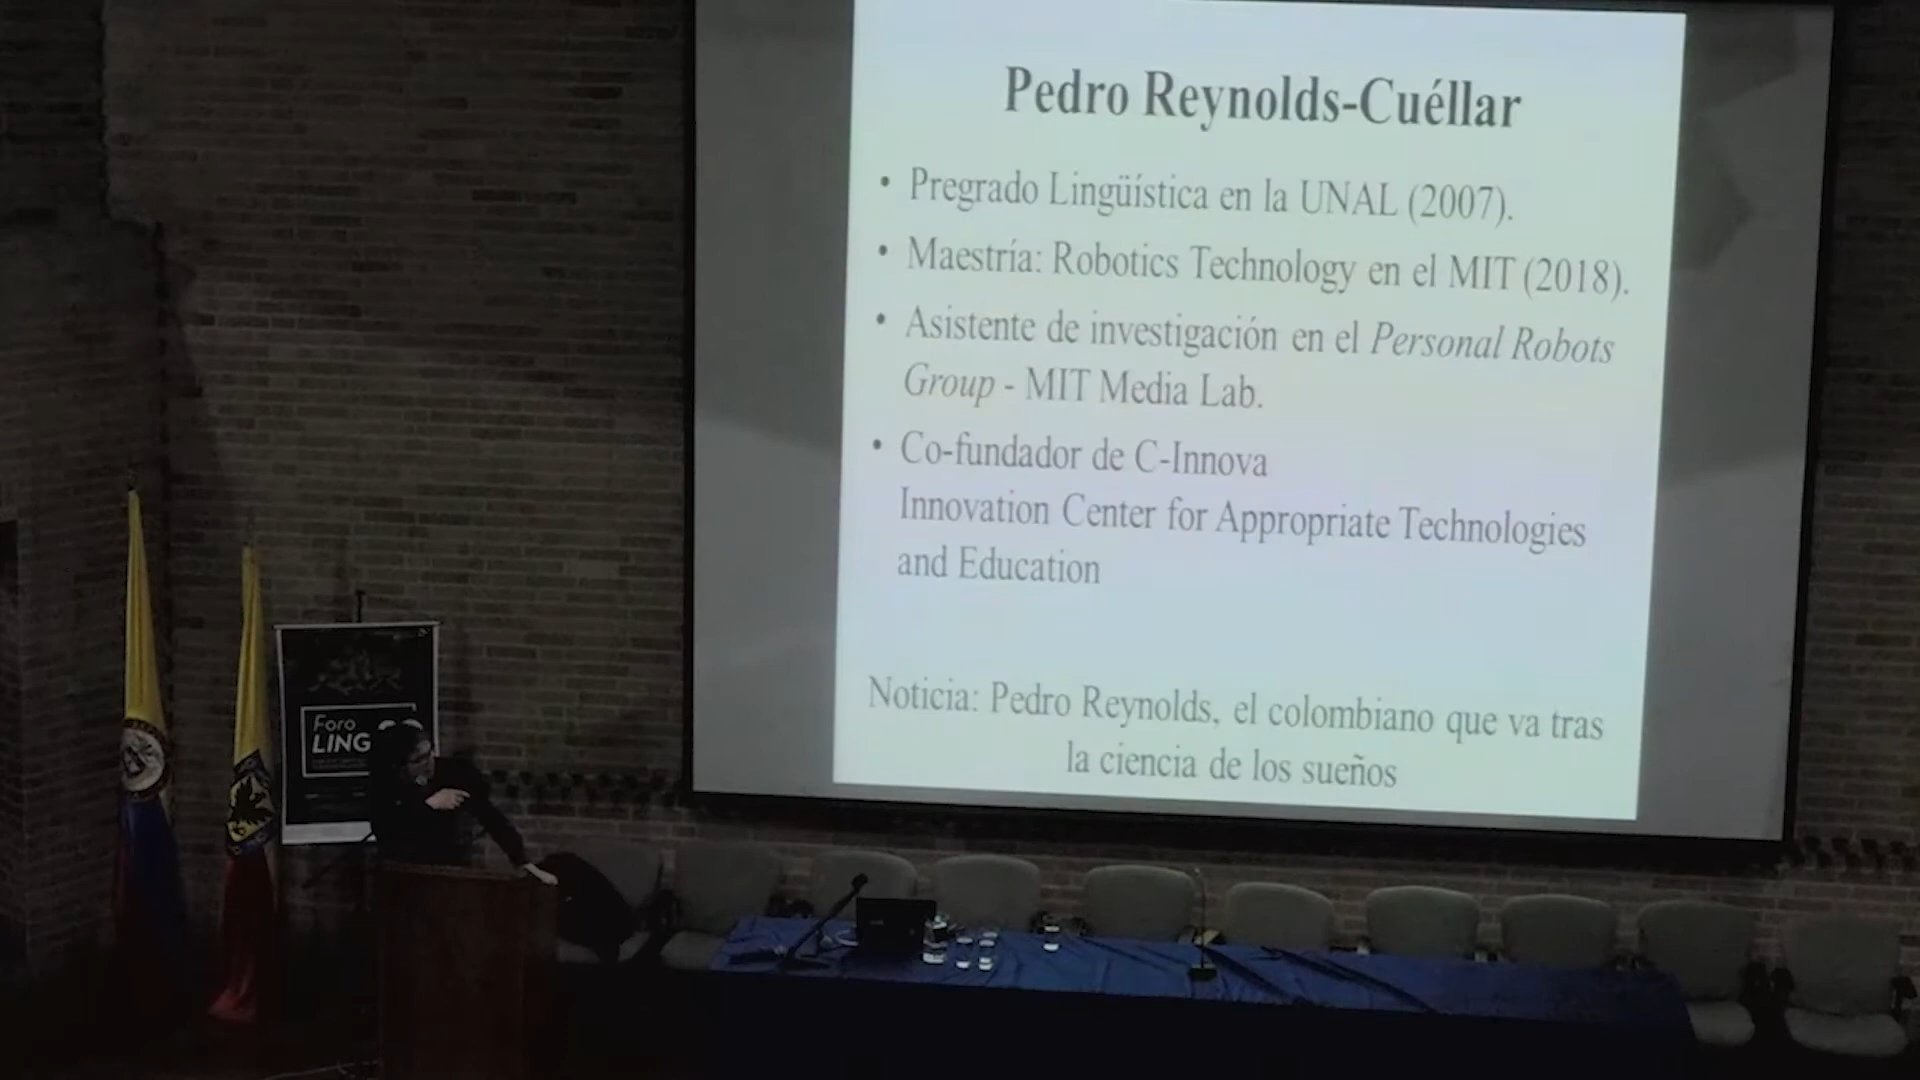 Pedro Reynolds-Cuéllar
• Pregrado Lingüística en la UNAL (2007).
• Maestría: Robotics Technology en el MIT (2018).
• Asistente de investigación en el Personal Robots
Group - MIT Media Lab.
• Co-fundador de C-Innova
Innovation Center for Appropriate Technologies
and Education
Noticia: Pedro Reynolds, el colombiano que va tras
la ciencia de los sueños
Foro
LING